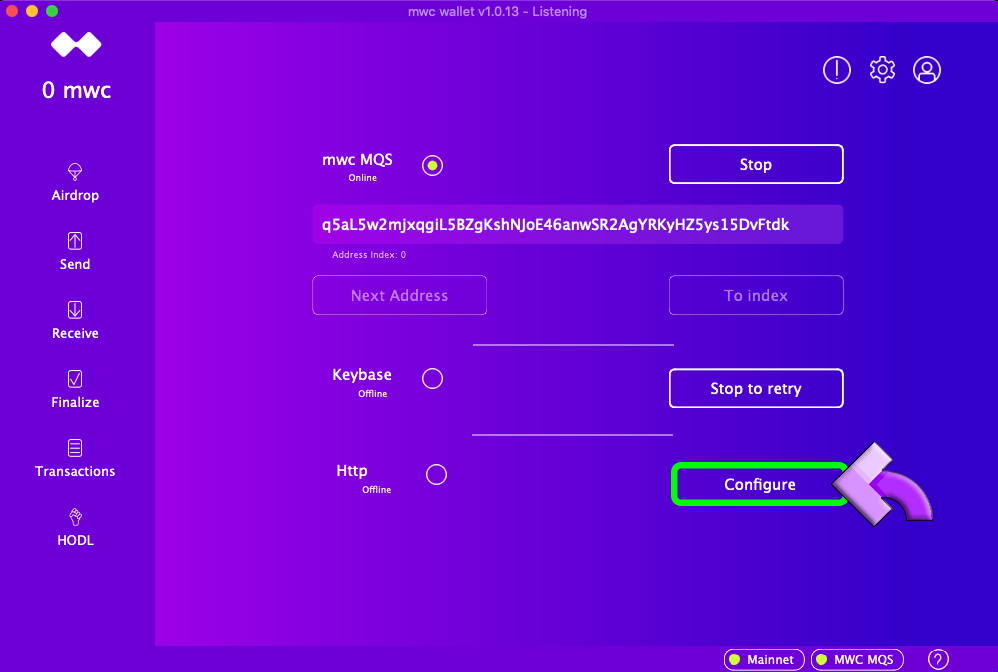 mwc wallet v1.0.13 - Listening
0 mwc
Airdrop
Send
Receive
Finalize
Transactions
HODL
mwc MQS
Online
Stop
q5aL5w2mjxqgiL5BZgKshNJoE46anwSR2AgYRKyHZ5ys15DvFtdk
Address Index: 0
Next Address
To index
Keybase
Offline
Stop to retry
Http
Offline
Configure
Mainnet
MWC MQS
?